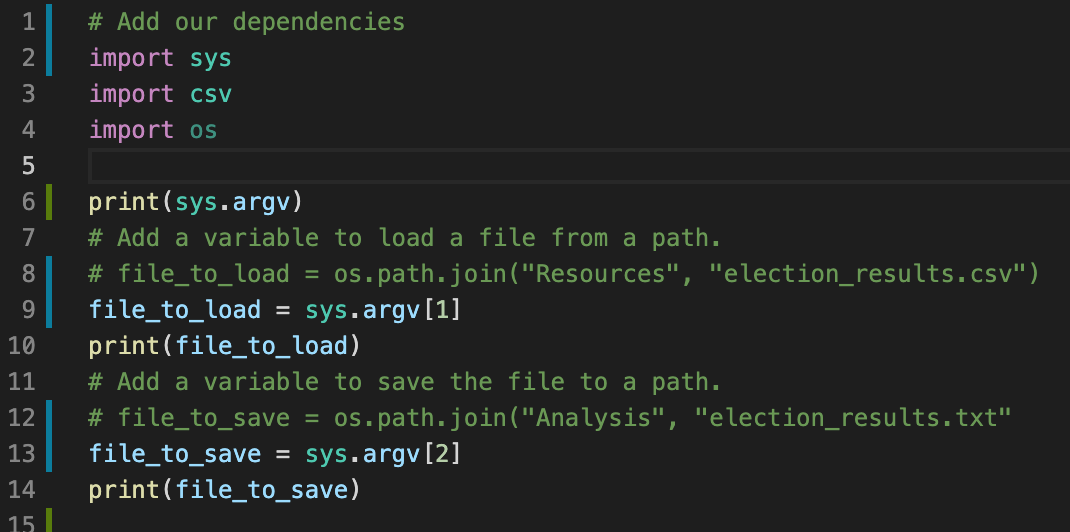 1 # Add our dependencies
2 import sys
3 import csv
4 import os
5
6 print(sys.argv)
7 # Add a variable to load a file from a path.
8 # file_to_load = os.path.join("Resources", "election_results.csv")
9 file_to_load = sys.argv[1]
10 print(file_to_load)
11 # Add a variable to save the file to a path.
12 # file_to_save = os.path.join("Analysis", "election_results.txt"
13 file_to_save = sys.argv[2]
14 print(file_to_save)
15